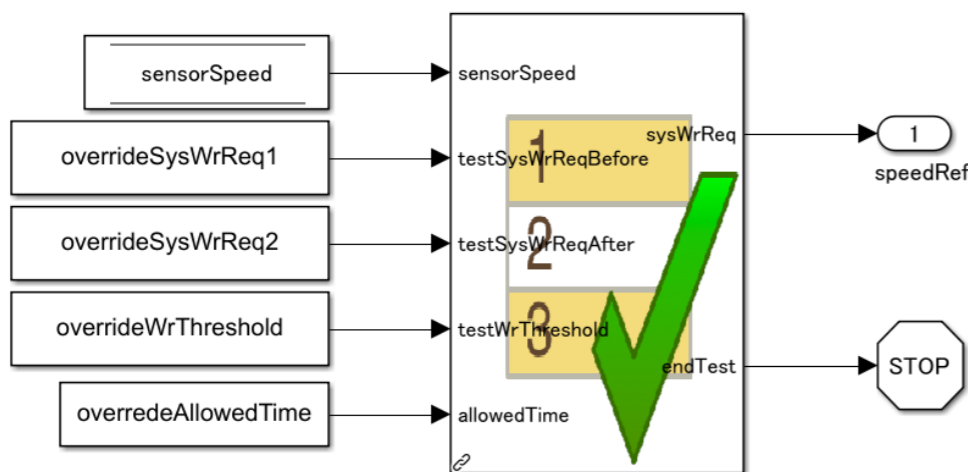 sensorSpeed
overrideSysWrReq1
overrideSysWrReq2
overrideWrThreshold
overredeAllowedTime
sensorSpeed
1
testSysWrReqBefore
2
testSysWrReqAfter
3
testWrThreshold
allowedTime
sysWrReq
endTest
1
speedRef
STOP